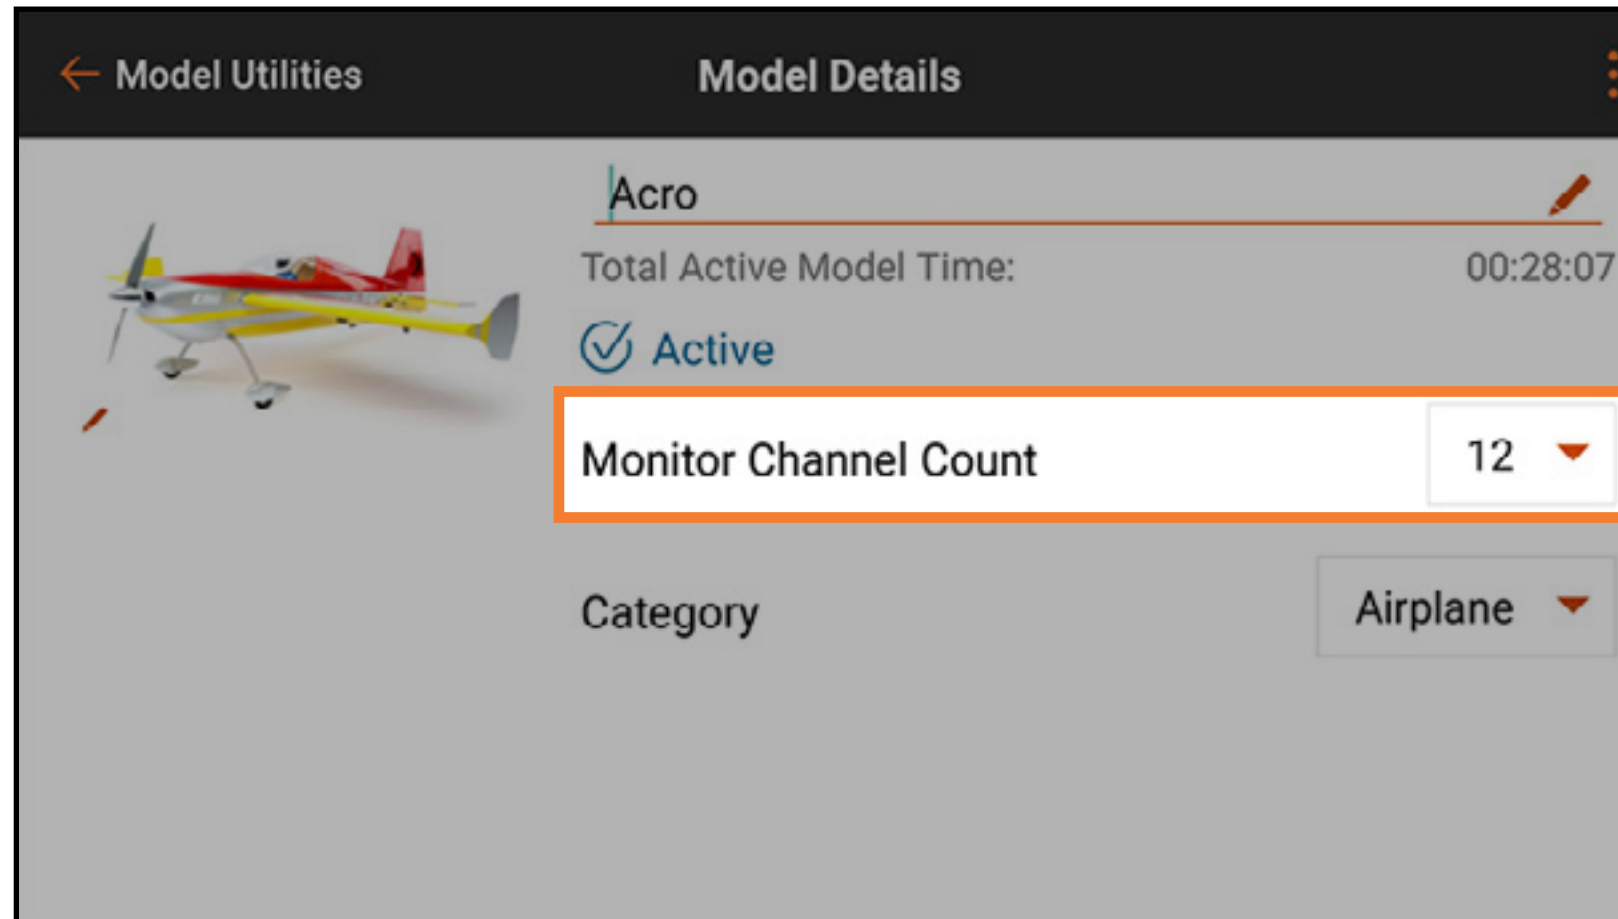 Model Utilities
Model Details
Acro
Total Active Model Time: 00:28:07
Active
Monitor Channel Count 12
Category Airplane